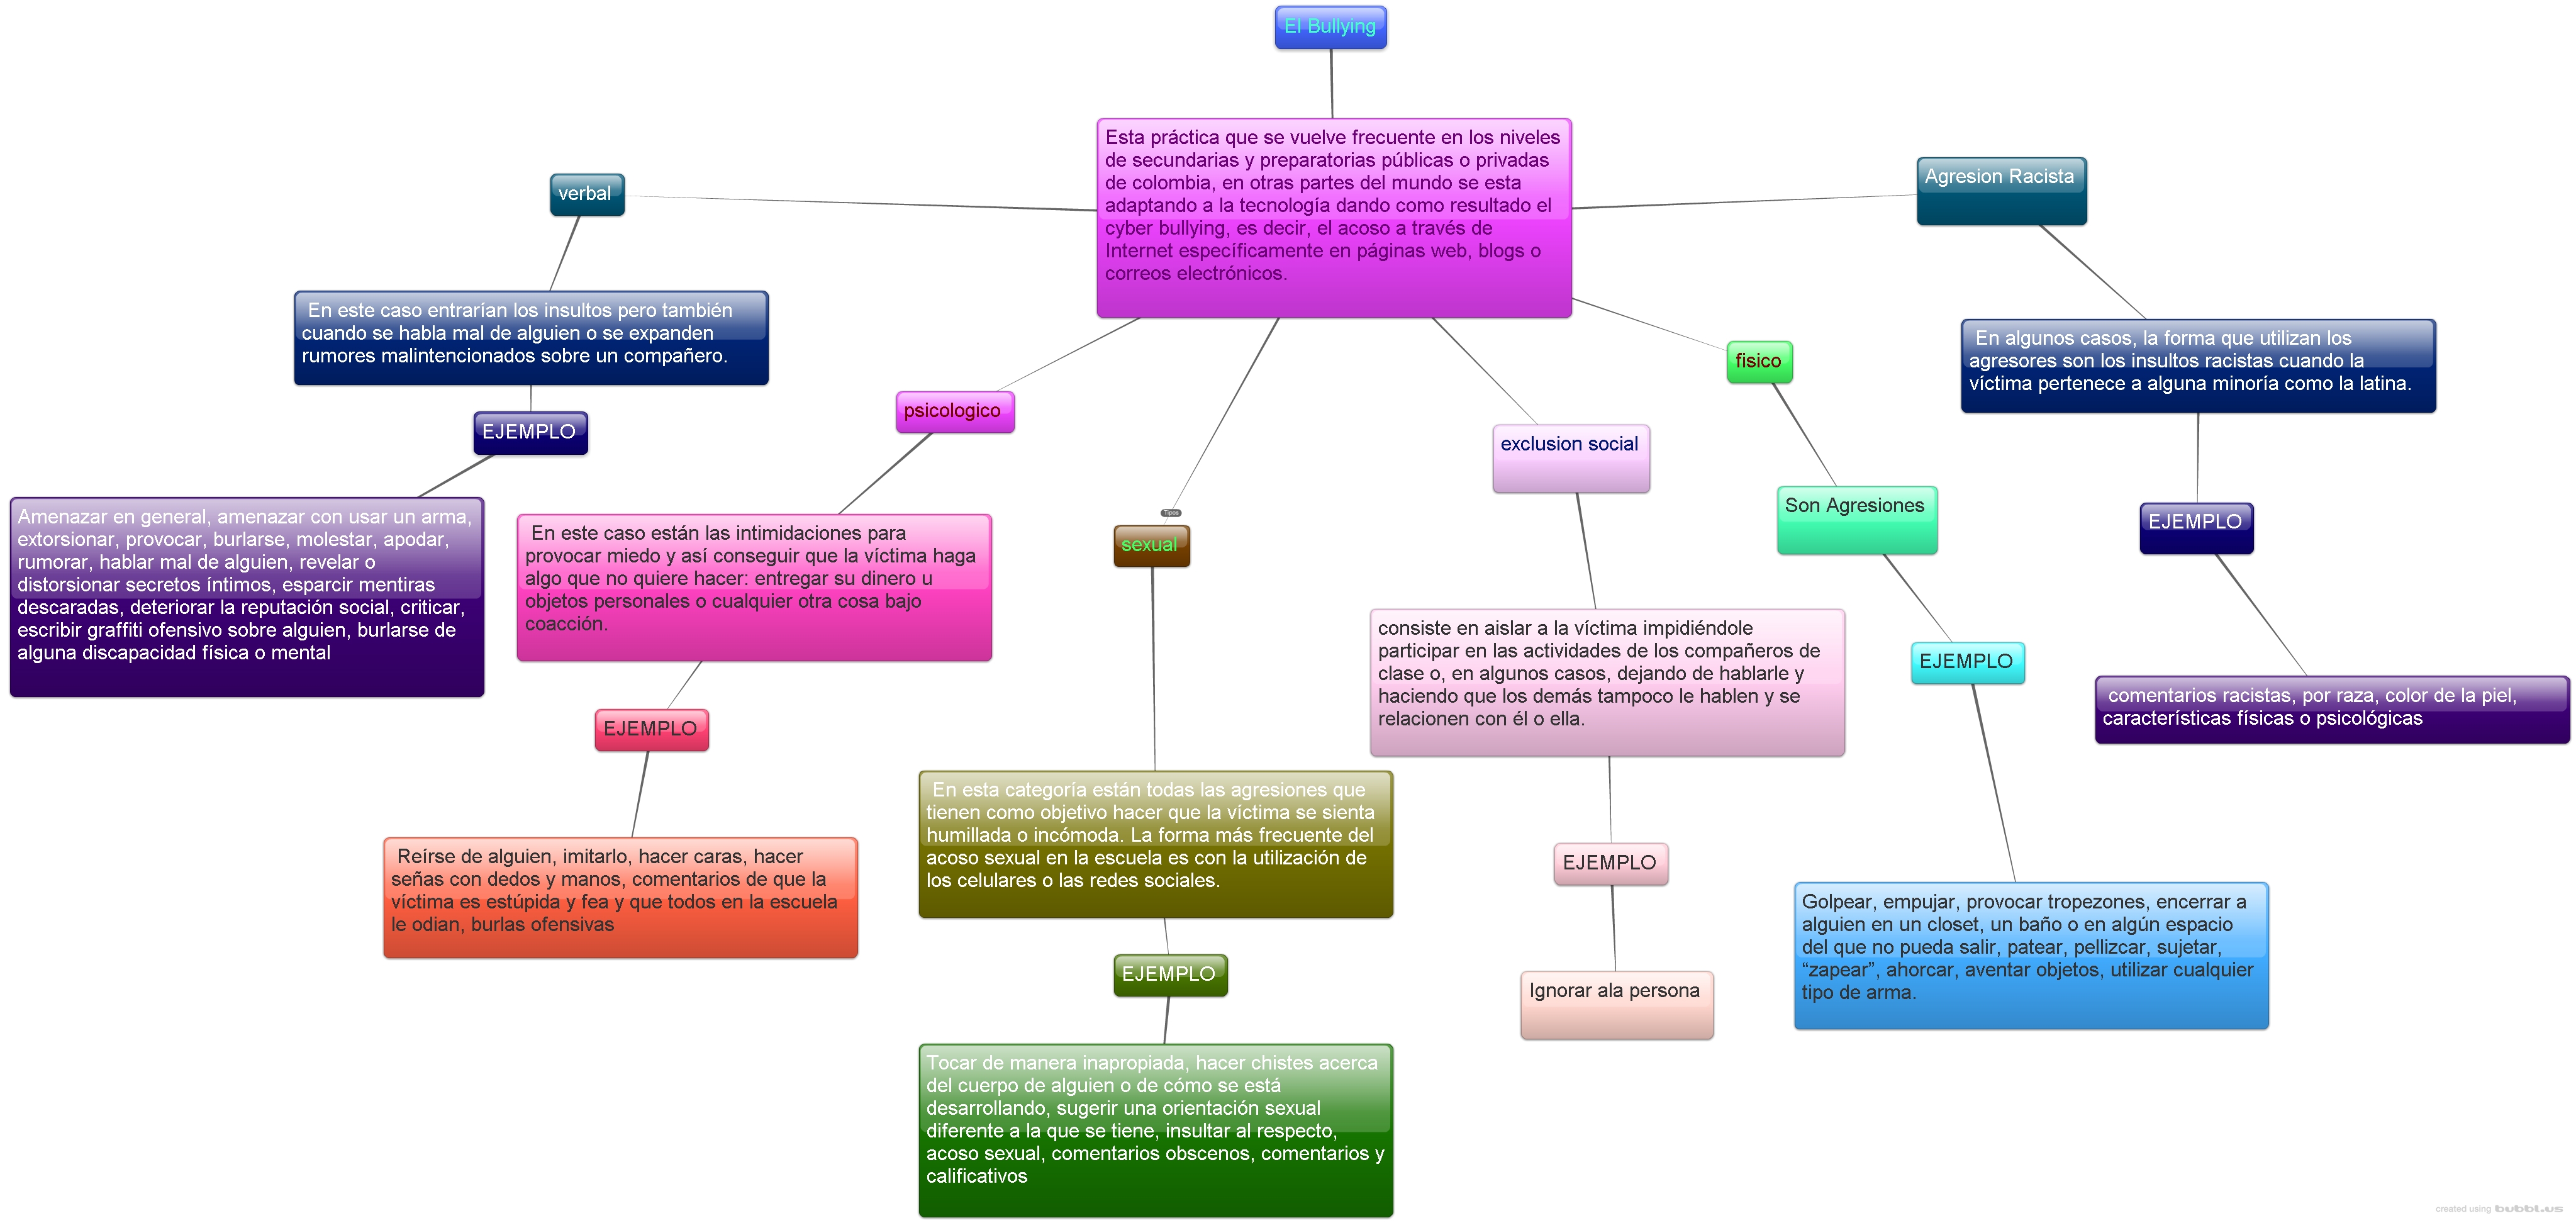 El Bullying
Esta práctica que se vuelve frecuente en los niveles
de secundarias y preparatorias públicas o privadas
de colombia, en otras partes del mundo se esta
adaptando a la tecnología dando como resultado el
cyber bullying, es decir, el acoso a través de
Internet específicamente en páginas web, blogs o
correos electrónicos.
verbal
En este caso entrarían los insultos pero también
cuando se habla mal de alguien o se expanden
rumores malintencionados sobre un compañero.
EJEMPLO
Amenazar en general, amenazar con usar un arma,
extorsionar, provocar, burlarse, molestar, apodar,
rumorar, hablar mal de alguien, revelar o
distorsionar secretos íntimos, esparcir mentiras
descaradas, deteriorar la reputación social, criticar,
escribir graffiti ofensivo sobre alguien, burlarse de
alguna discapacidad física o mental
psicologico
En este caso están las intimidaciones para
provocar miedo y así conseguir que la víctima haga
algo que no quiere hacer: entregar su dinero u
objetos personales o cualquier otra cosa bajo
coacción.
EJEMPLO
Reírse de alguien, imitarlo, hacer caras, hacer
señas con dedos y manos, comentarios de que la
víctima es estúpida y fea y que todos en la escuela
le odian, burlas ofensivas
Tipos
sexual
En esta categoría están todas las agresiones que
tienen como objetivo hacer que la víctima se sienta
humillada o incómoda. La forma más frecuente del
acoso sexual en la escuela es con la utilización de
los celulares o las redes sociales.
EJEMPLO
Tocar de manera inapropiada, hacer chistes acerca
del cuerpo de alguien o de cómo se está
desarrollando, sugerir una orientación sexual
diferente a la que se tiene, insultar al respecto,
acoso sexual, comentarios obscenos, comentarios y
calificativos
exclusion social
consiste en aislar a la víctima impidiéndole
participar en las actividades de los compañeros de
clase o, en algunos casos, dejando de hablarle y
haciendo que los demás tampoco le hablen y se
relacionen con él o ella.
EJEMPLO
Ignorar ala persona
fisico
Son Agresiones
EJEMPLO
Golpear, empujar, provocar tropezones, encerrar a
alguien en un closet, un baño o en algún espacio
del que no pueda salir, patear, pellizcar, sujetar,
“zapear”, ahorcar, aventar objetos, utilizar cualquier
tipo de arma.
Agresion Racista
En algunos casos, la forma que utilizan los
agresores son los insultos racistas cuando la
víctima pertenece a alguna minoría como la latina.
EJEMPLO
comentarios racistas, por raza, color de la piel,
características físicas o psicológicas
created using bubbl.us